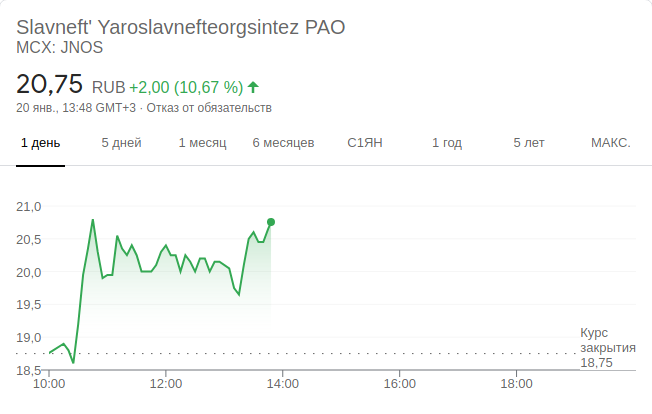 Slavneft' Yaroslavnefteorgsintez PAO
MCX: JNOS
20,75 RUB +2,00 (10,67 %)
20 янв., 13:48 GMT+3 · Отказ от обязательств
1 день 5 дней 1 месяц 6 месяцев С1ЯН 1 год 5 лет МАКС.
21,0
20,5
20,0
19,5
19,0
18,5
Курс
закрытия
18,75
10:00 12:00 14:00 16:00 18:00